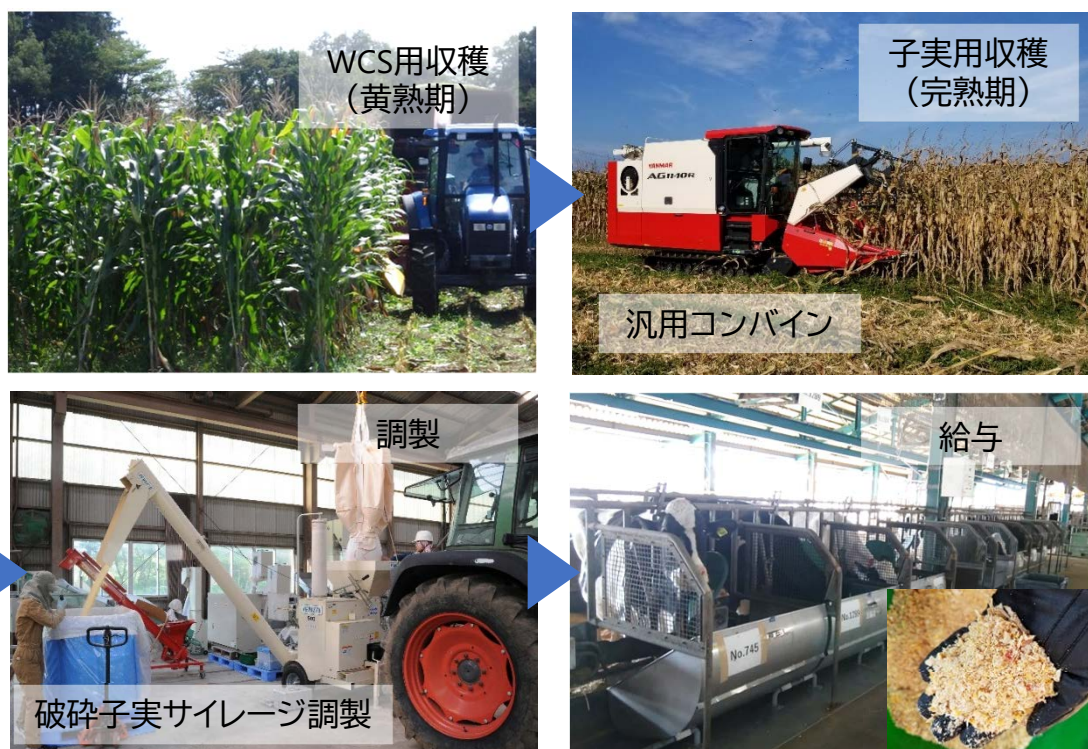 WCS用収穫
（黄熟期）
子実用収穫
（完熟期）
YANMAR
AG1140R
汎用コンバイン
調製
破砕子実サイレージ調製
給与
No.745